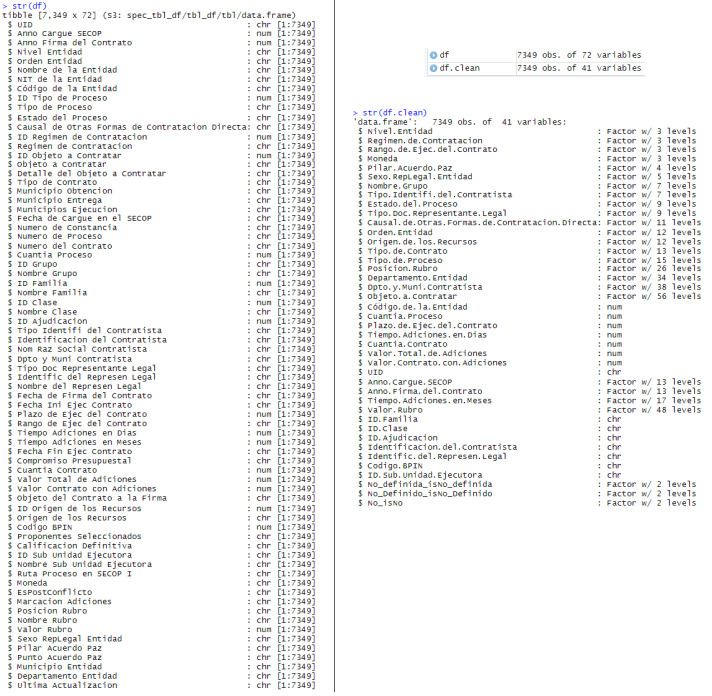 > str(df)
tibble [7,349 x 72] (S3: spec_tbl_df/tbl_df/tbl/data.frame)
$ UID : chr [1:7349]
$ Anno Cargue SECOP : num [1:7349]
$ Anno Firma del Contrato : num [1:7349]
$ Nivel Entidad : chr [1:7349]
$ Orden Entidad : chr [1:7349]
$ Nombre de la Entidad : chr [1:7349]
$ NIT de la Entidad : chr [1:7349]
$ Código de la Entidad : chr [1:7349]
$ ID Tipo de Proceso : num [1:7349]
$ Tipo de Proceso : chr [1:7349]
$ Estado del Proceso : chr [1:7349]
$ Causal de Otras Formas de Contratacion Directa: chr [1:7349]
$ ID Regimen de Contratacion : num [1:7349]
$ Regimen de Contratacion : chr [1:7349]
$ ID Objeto a Contratar : num [1:7349]
$ Objeto a Contratar : chr [1:7349]
$ Detalle del Objeto a Contratar : chr [1:7349]
$ Tipo de Contrato : chr [1:7349]
$ Municipio Obtencion : chr [1:7349]
$ Municipio Entrega : chr [1:7349]
$ Municipios Ejecucion : chr [1:7349]
$ Fecha de Cargue en el SECOP : chr [1:7349]
$ Numero de Constancia : chr [1:7349]
$ Numero de Proceso : chr [1:7349]
$ Numero del Contrato : chr [1:7349]
$ Cuantia Proceso : num [1:7349]
$ ID Grupo : chr [1:7349]
$ Nombre Grupo : chr [1:7349]
$ ID Familia : num [1:7349]
$ Nombre Familia : chr [1:7349]
$ ID Clase : num [1:7349]
$ Nombre Clase : chr [1:7349]
$ ID Ajudicacion : num [1:7349]
$ Tipo Identifi del Contratista : chr [1:7349]
$ Identificacion del Contratista : chr [1:7349]
$ Nom Raz Social Contratista : chr [1:7349]
$ Dpto y Muni Contratista : chr [1:7349]
$ Tipo Doc Representante Legal : chr [1:7349]
$ Identific del Represen Legal : chr [1:7349]
$ Nombre del Represen Legal : chr [1:7349]
$ Fecha de Firma del Contrato : chr [1:7349]
$ Fecha Ini Ejec Contrato : chr [1:7349]
$ Plazo de Ejec del Contrato : num [1:7349]
$ Rango de Ejec del Contrato : chr [1:7349]
$ Tiempo Adiciones en Dias : num [1:7349]
$ Tiempo Adiciones en Meses : num [1:7349]
$ Fecha Fin Ejec Contrato : chr [1:7349]
$ Compromiso Presupuestal : chr [1:7349]
$ Cuantia Contrato : num [1:7349]
$ Valor Total de Adiciones : num [1:7349]
$ Valor Contrato con Adiciones : num [1:7349]
$ Objeto del Contrato a la Firma : chr [1:7349]
$ ID Origen de los Recursos : num [1:7349]
$ Origen de los Recursos : chr [1:7349]
$ Codigo BPIN : num [1:7349]
$ Proponentes Seleccionados : chr [1:7349]
$ Calificacion Definitiva : chr [1:7349]
$ ID Sub Unidad Ejecutora : chr [1:7349]
$ Nombre Sub Unidad Ejecutora : chr [1:7349]
$ Ruta Proceso en SECOP I : chr [1:7349]
$ Moneda : chr [1:7349]
$ EsPostConflicto : chr [1:7349]
$ Marcacion Adiciones : chr [1:7349]
$ Posicion Rubro : chr [1:7349]
$ Nombre Rubro : chr [1:7349]
$ Valor Rubro : num [1:7349]
$ Sexo RepLegal Entidad : chr [1:7349]
$ Pilar Acuerdo Paz : chr [1:7349]
$ Punto Acuerdo Paz : chr [1:7349]
$ Municipio Entidad : chr [1:7349]
$ Departamento Entidad : chr [1:7349]
$ Ultima Actualizacion : chr [1:7349]
df 7349 obs. of 72 variables
df.clean 7349 obs. of 41 variables
> str(df.clean)
'data.frame': 7349 obs. of 41 variables:
$ Nivel.Entidad : Factor w/ 3 levels
$ Regimen.de.Contratacion : Factor w/ 3 levels
$ Rango.de.Ejec.del.Contrato : Factor w/ 3 levels
$ Moneda : Factor w/ 3 levels
$ Pilar.Acuerdo.Paz : Factor w/ 4 levels
$ Sexo.RepLegal.Entidad : Factor w/ 5 levels
$ Nombre.Grupo : Factor w/ 7 levels
$ Tipo.Identifi.del.Contratista : Factor w/ 7 levels
$ Estado.del.Proceso : Factor w/ 9 levels
$ Tipo.Doc.Representante.Legal : Factor w/ 9 levels
$ Causal.de.Otras.Formas.de.Contratacion.Directa: Factor w/ 11 levels
$ Orden.Entidad : Factor w/ 12 levels
$ Origen.de.los.Recursos : Factor w/ 12 levels
$ Tipo.de.Contrato : Factor w/ 13 levels
$ Tipo.de.Proceso : Factor w/ 15 levels
$ Posicion.Rubro : Factor w/ 26 levels
$ Departamento.Entidad : Factor w/ 34 levels
$ Dpto.y.Muni.Contratista : Factor w/ 38 levels
$ Objeto.a.Contratar : Factor w/ 56 levels
$ Código.de.la.Entidad : num
$ Cuantia.Proceso : num
$ Plazo.de.Ejec.del.Contrato : num
$ Tiempo.Adiciones.en.Dias : num
$ Cuantia.Contrato : num
$ Valor.Total.de.Adiciones : num
$ Valor.Contrato.con.Adiciones : num
$ UID : chr
$ Anno.Cargue.SECOP : Factor w/ 13 levels
$ Anno.Firma.del.Contrato : Factor w/ 13 levels
$ Tiempo.Adiciones.en.Meses : Factor w/ 17 levels
$ Valor.Rubro : Factor w/ 48 levels
$ ID.Familia : chr
$ ID.Clase : chr
$ ID.Ajudicacion : chr
$ Identificacion.del.Contratista : chr
$ Identific.del.Represen.Legal : chr
$ Codigo.BPIN : chr
$ ID.Sub.Unidad.Ejecutora : chr
$ No_definida_isNo_definida : Factor w/ 2 levels
$ No_Definido_isNo_Definido : Factor w/ 2 levels
$ No_isNo : Factor w/ 2 levels